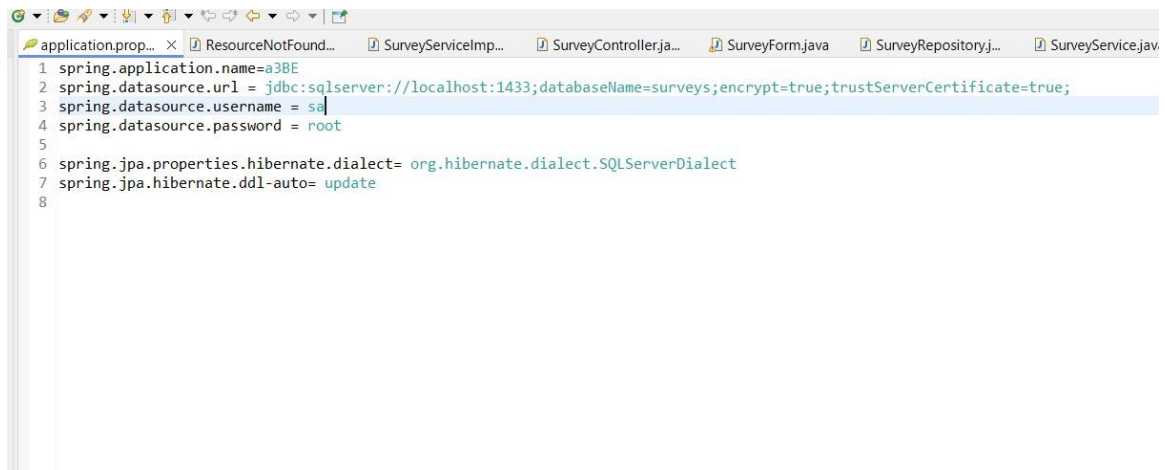 application.prop... ResourceNotFound... SurveyServiceImp... SurveyController.ja... SurveyForm.java SurveyRepository.j... SurveyService.jav
1 spring.application.name=a3BE
2 spring.datasource.url = jdbc:sqlserver://localhost:1433;databaseName=surveys;encrypt=true;trustServerCertificate=true;
3 spring.datasource.username = sa
4 spring.datasource.password = root
5
6 spring.jpa.properties.hibernate.dialect= org.hibernate.dialect.SQLServerDialect
7 spring.jpa.hibernate.ddl-auto= update
8